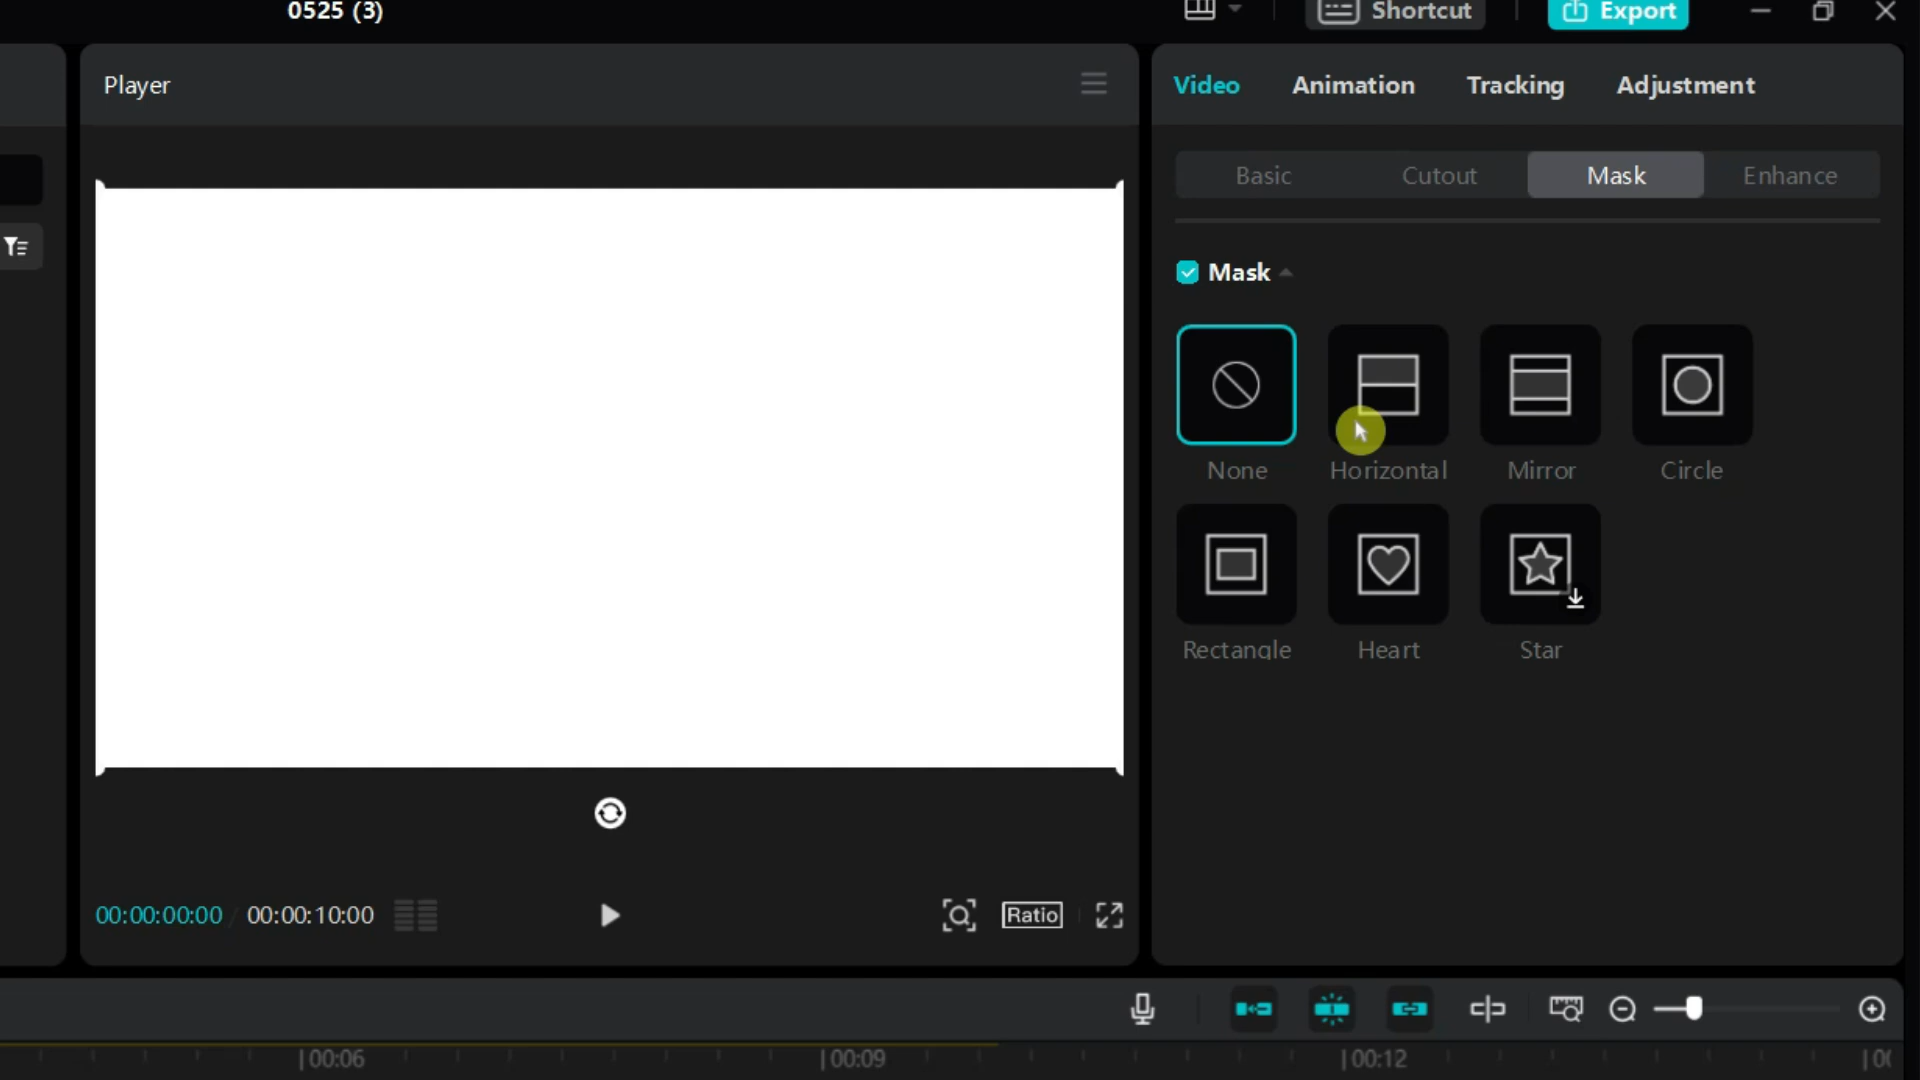 0525 (3)
Shortcut
Export
Player
Video Animation Tracking Adjustment
Basic Cutout Mask Enhance
Mask
None Horizontal Mirror Circle
Rectangle Heart Star
00:00:00:00 / 00:00:10:00
Ratio
00:06 00:09 00:12